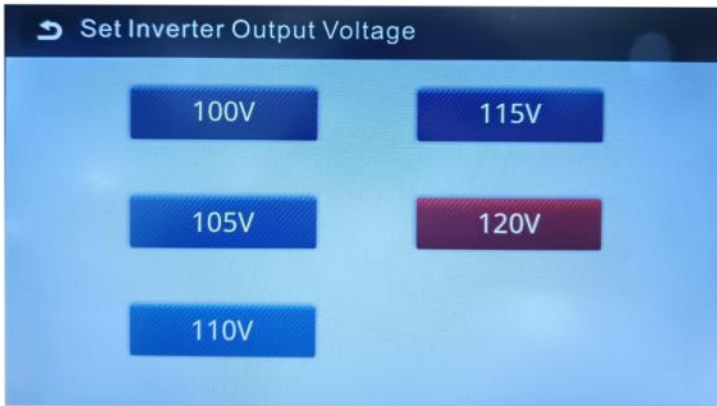 Set Inverter Output Voltage
100V
115V
105V
120V
110V